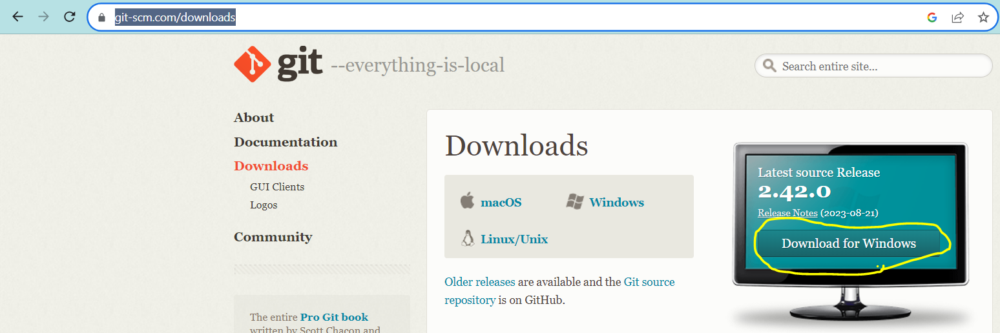 git-scm.com/downloads
git --everything-is-local
Search entire site...
About
Documentation
Downloads
GUI Clients
Logos
Community
The entire Pro Git book
written by Scott Chacon and
Downloads
macOS
Windows
Linux/Unix
Older releases are available and the Git source
repository is on GitHub.
Latest source Release
2.42.0
Release Notes (2023-08-21)
Download for Windows